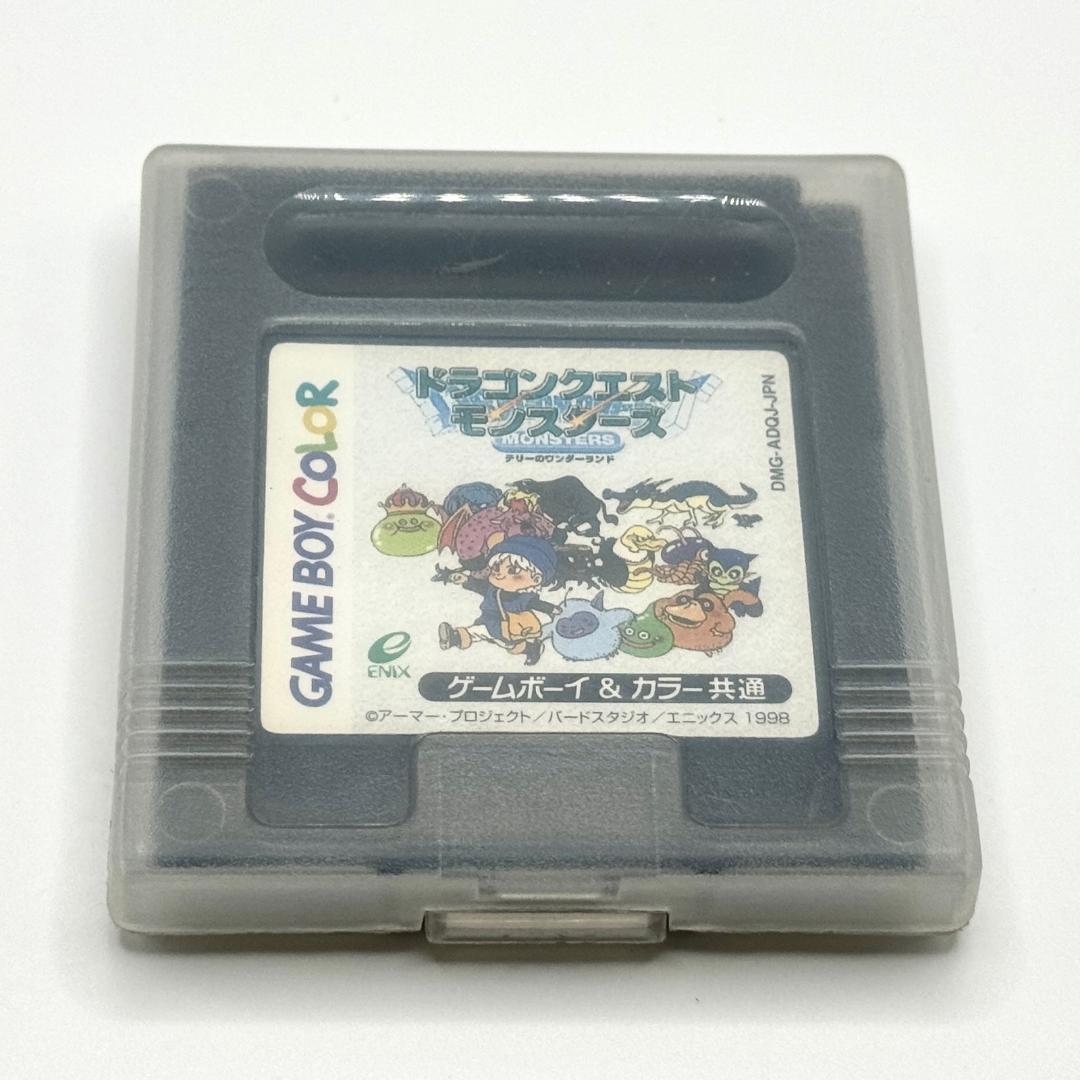 GAME BOY COLOR
ドラゴンクエスト
モンスターズ
MONSTERS
テリーのワンダーランド
DMG-ADQJ-JPN
e
ENIX
ゲームボーイ & カラー共通
©アーマー・プロジェクト/バードスタジオ/エニックス 1998